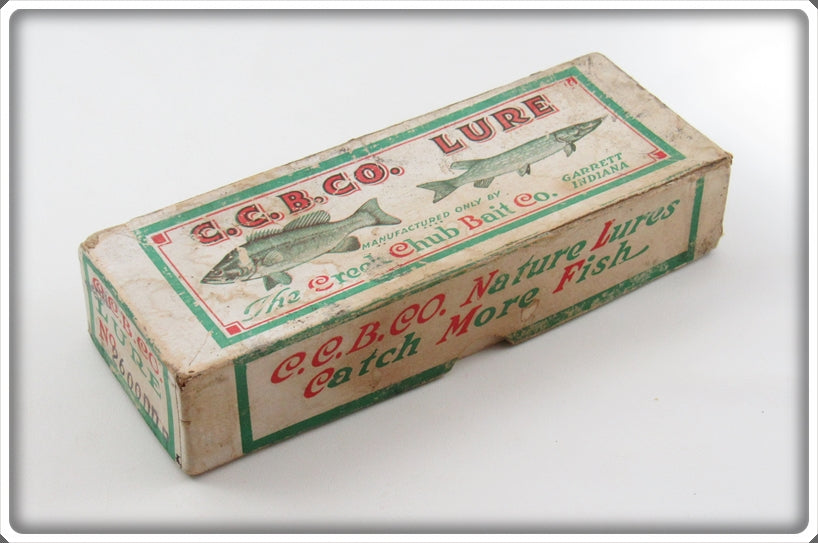 C.C.B.CO. LURE
MANUFACTURED ONLY BY
The Creek Chub Bait Co.
GARRETT
INDIANA
C.C.B.CO. Nature Lures
Catch More Fish
C.C.B.CO.
LURE
No